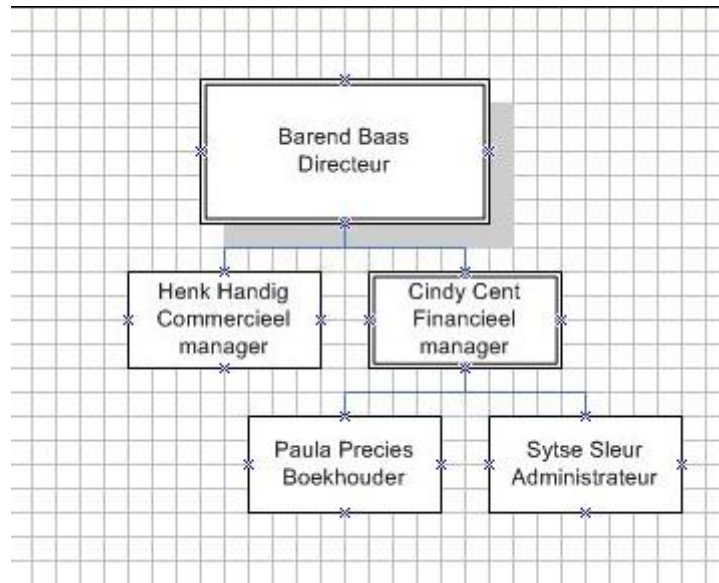 Barend Baas
Directeur
Henk Handig
Commercieel
manager
Cindy Cent
Financieel
manager
Paula Precies
Boekhouder
Sytse Sleur
Administrateur